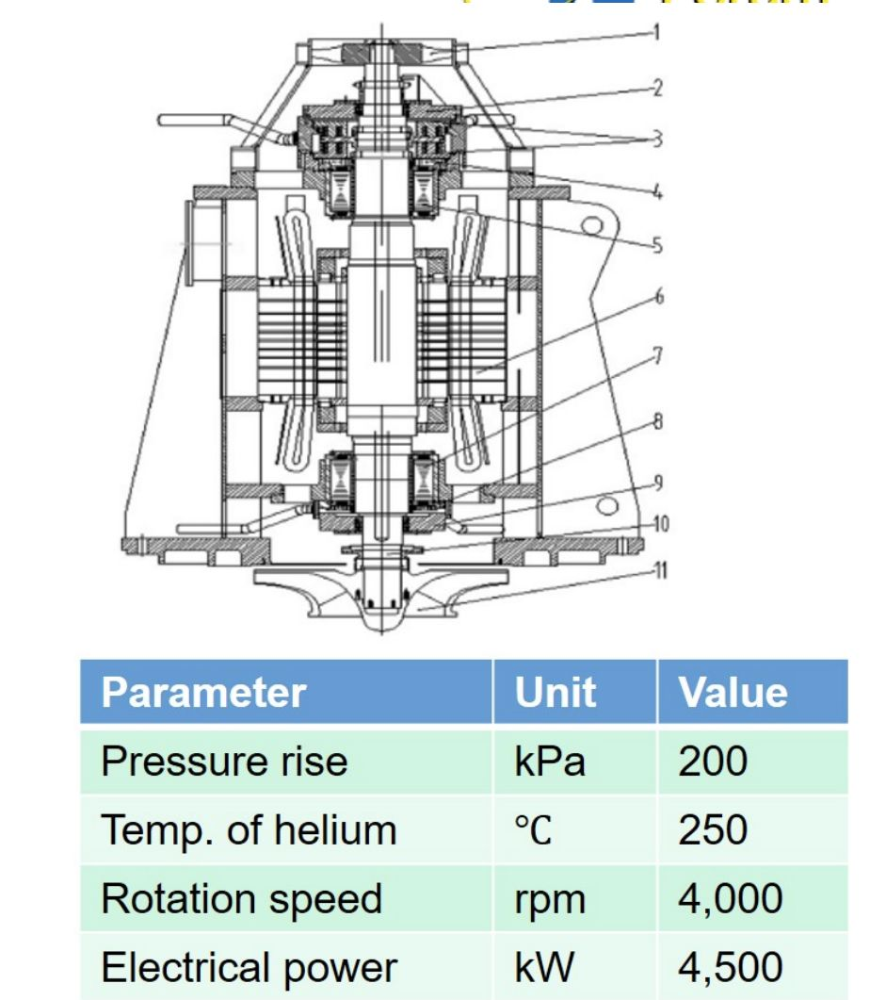 1
2
3
4
5
6
7
8
9
10
11
Parameter Unit Value
Pressure rise kPa 200
Temp. of helium °C 250
Rotation speed rpm 4,000
Electrical power kW 4,500